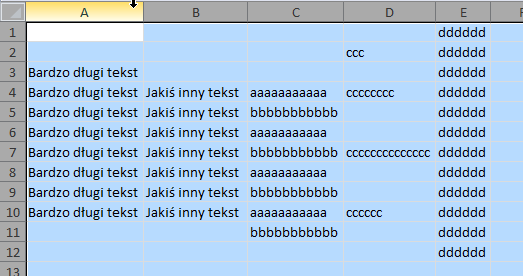 A B C D E
1 dddddd
2 ccc dddddd
3 Bardzo długi tekst dddddd
4 Bardzo długi tekst Jakiś inny tekst aaaaaaaaaaa cccccccc dddddd
5 Bardzo długi tekst Jakiś inny tekst bbbbbbbbbbb dddddd
6 Bardzo długi tekst Jakiś inny tekst aaaaaaaaaaa dddddd
7 Bardzo długi tekst Jakiś inny tekst bbbbbbbbbbb cccccccccccccc dddddd
8 Bardzo długi tekst Jakiś inny tekst aaaaaaaaaaa dddddd
9 Bardzo długi tekst Jakiś inny tekst bbbbbbbbbbb dddddd
10 Bardzo długi tekst Jakiś inny tekst aaaaaaaaaaa cccccc dddddd
11 bbbbbbbbbbb dddddd
12 dddddd
13